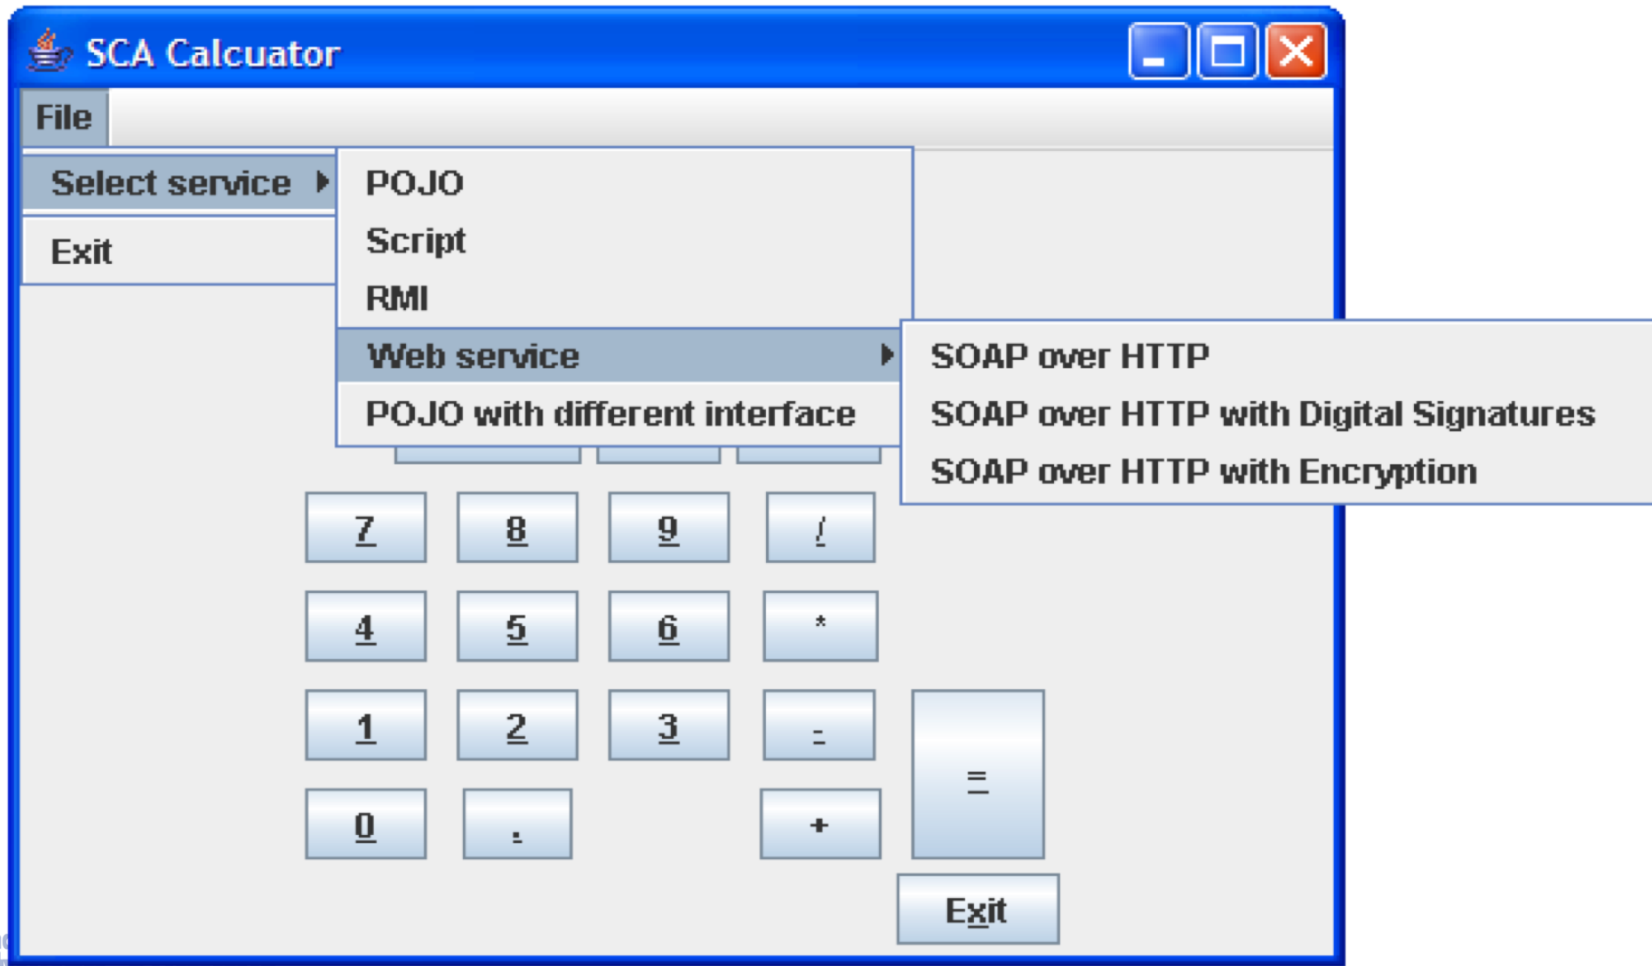 SCA Calcuator
File
Select service
Exit
POJO
Script
RMI
Web service
POJO with different interface
SOAP over HTTP
SOAP over HTTP with Digital Signatures
SOAP over HTTP with Encryption
7 8 9 /
4 5 6 *
1 2 3 -
=
0 . +
Exit